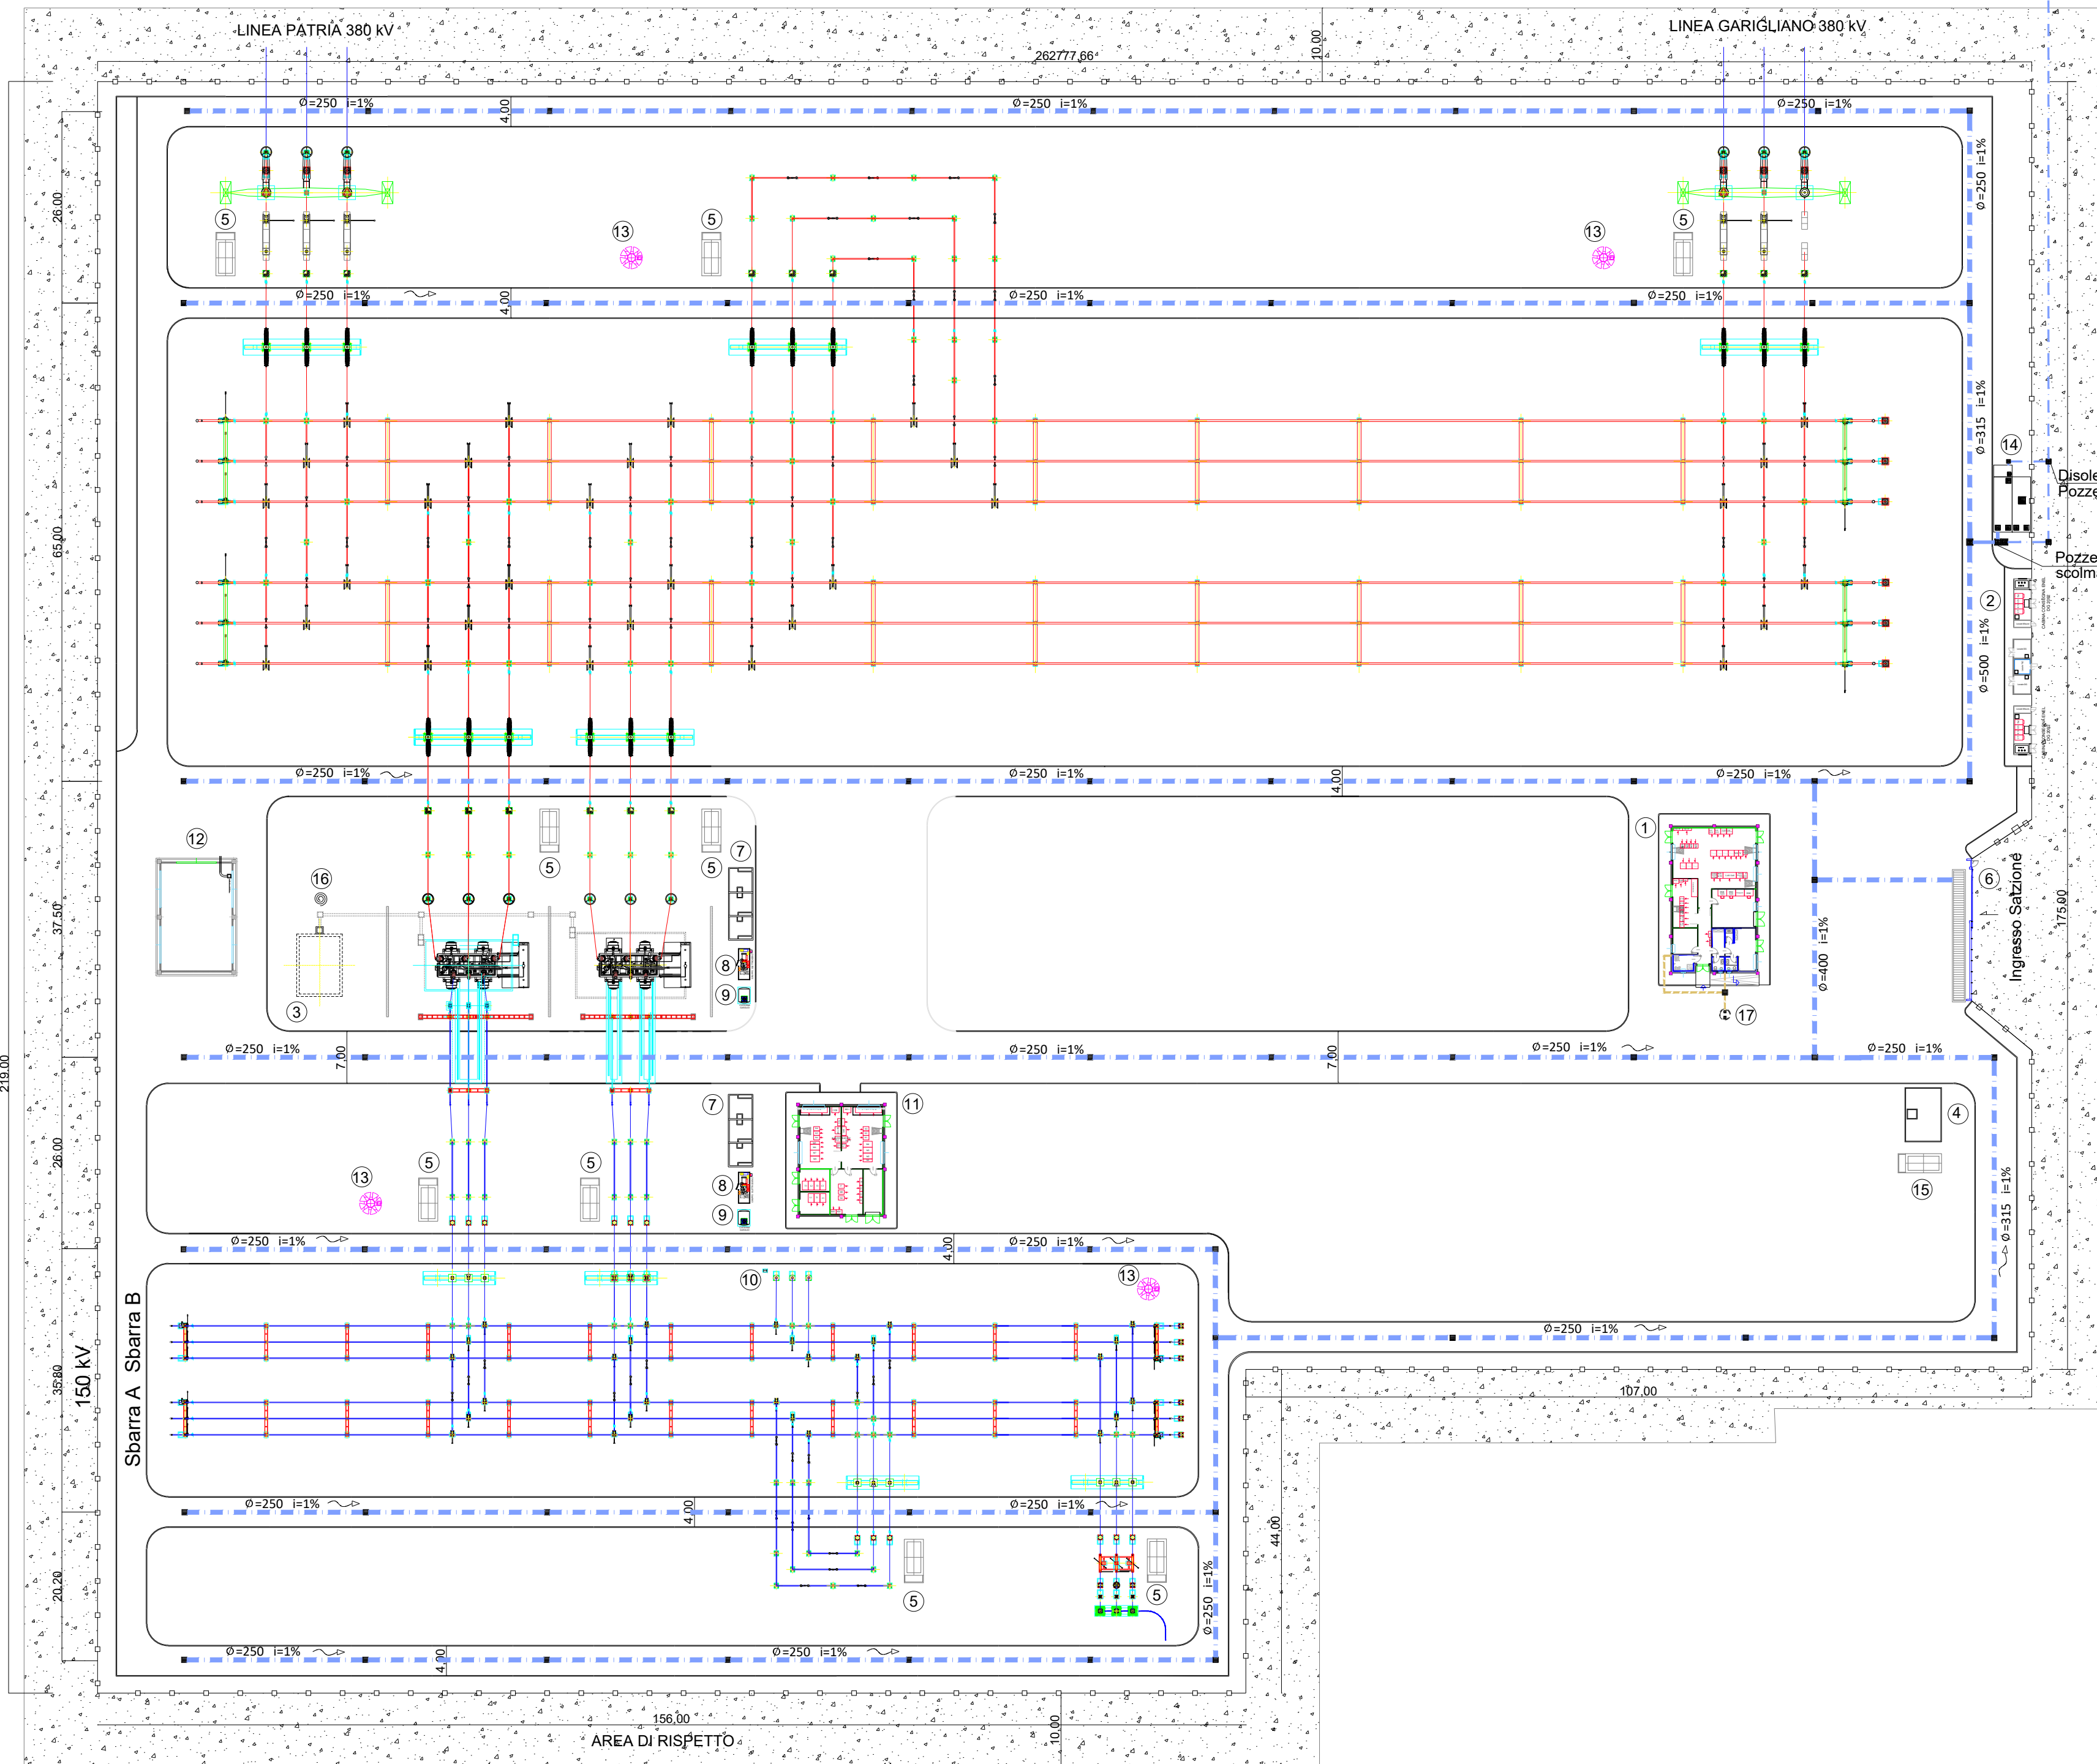 LINEA PATRIA 380 kV
LINEA GARIGLIANO 380 kV
10,00
262777,66
Ø=250 i=1%
4,00
Ø=250 i=1%
Ø=250 i=1%
Ø=250 i=1%
26,00
5
13
5
13
5
Ø=250 i=1%
4,00
Ø=250 i=1%
Ø=250 i=1%
Ø=315 i=1%
14
Disole
Pozze
65,00
Pozze
scolm
2
Ø=500 i=1%
Ø=250 i=1%
Ø=250 i=1%
4,00
Ø=250 i=1%
12
5
5
7
1
6
Ingresso Satzione
175,00
16
37,50
Ø=400 i=1%
8
9
3
17
Ø=250 i=1%
7,00
Ø=250 i=1%
7,00
Ø=250 i=1%
Ø=250 i=1%
219,00
7
11
4
26,00
5
5
13
8
15
9
Ø=315 i=1%
Ø=250 i=1%
4,00
Ø=250 i=1%
10
13
Ø=250 i=1%
Sbarra A Sbarra B
150 kV
35,80
107,00
Ø=250 i=1%
4,00
Ø=250 i=1%
44,00
20,20
5
5
Ø=250 i=1%
Ø=250 i=1%
4,00
Ø=250 i=1%
156,00
10,00
AREA DI RISPETTO